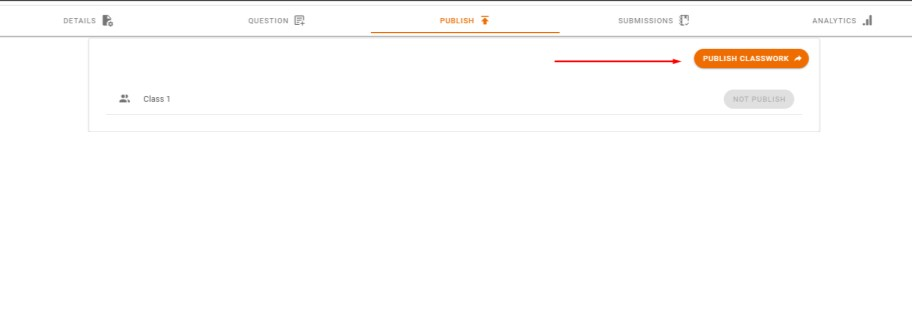 DETAILS QUESTION PUBLISH SUBMISSIONS ANALYTICS
PUBLISH CLASSWORK
Class 1 NOT PUBLISH